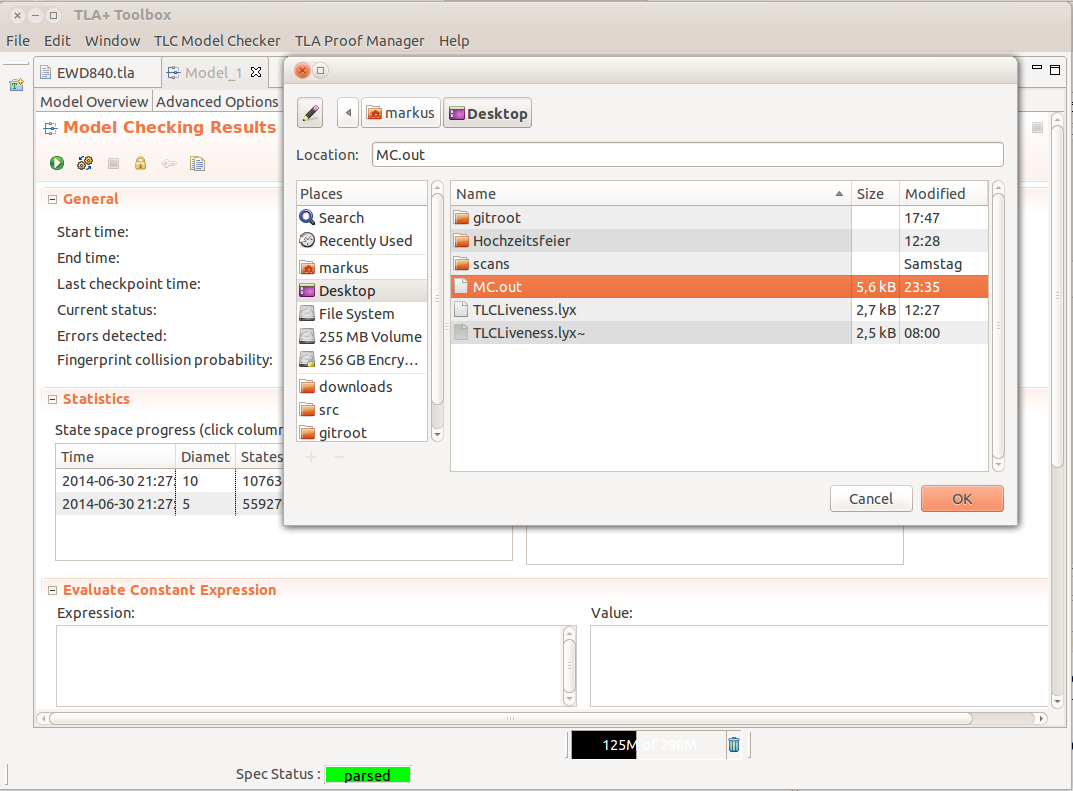 TLA+ Toolbox
File Edit Window TLC Model Checker TLA Proof Manager Help
EWD840.tla Model_1
Model Overview Advanced Options
Model Checking Results
General
Start time:
End time:
Last checkpoint time:
Current status:
Errors detected:
Fingerprint collision probability:
Statistics
State space progress (click colum
Time Diamet States
2014-06-30 21:27: 10 10763
2014-06-30 21:27: 5 55927
markus Desktop
Location: MC.out
Places
Search
Recently Used
markus
Desktop
File System
255 MB Volume
256 GB Encry...
downloads
src
gitroot
Name Size Modified
gitroot 17:47
Hochzeitsfeier 12:28
scans Samstag
MC.out 5,6 kB 23:35
TLCLiveness.lyx 2,7 kB 12:27
TLCLiveness.lyx~ 2,5 kB 08:00
Cancel OK
Evaluate Constant Expression
Expression: Value:
125M of 298M
Spec Status : parsed